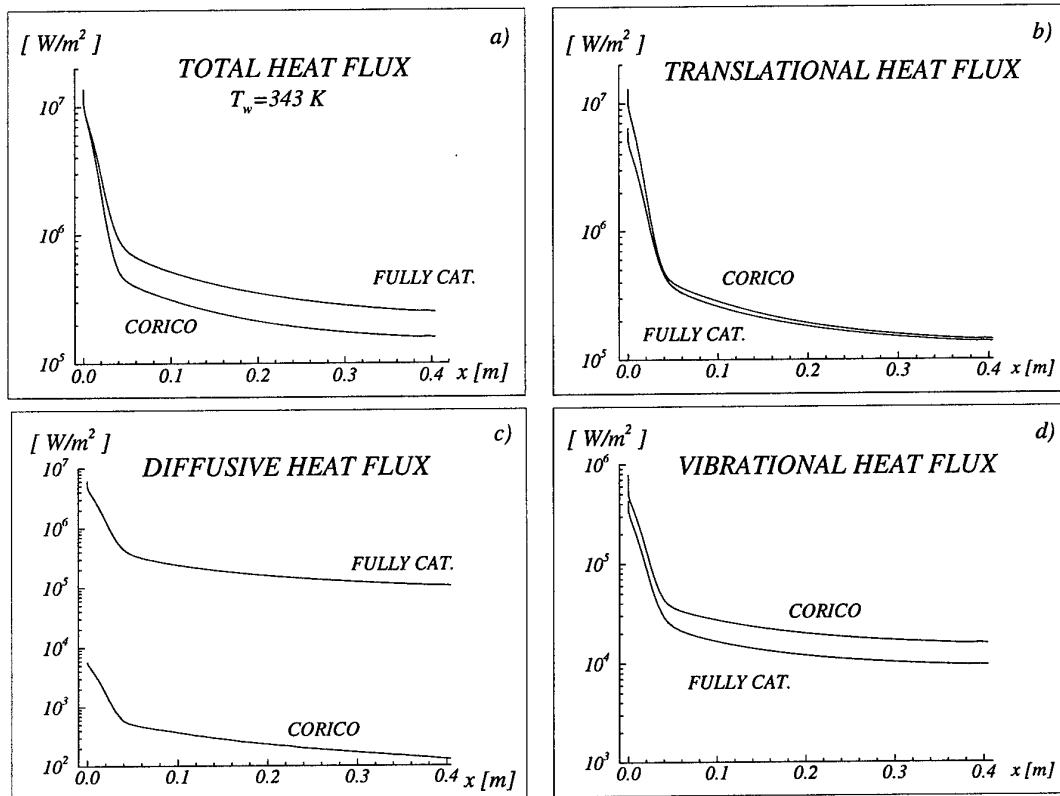 a)
[ W/m² ]
TOTAL HEAT FLUX
T_w=343 K
10⁷
10⁶
10⁵
FULLY CAT.
CORICO
0.0 0.1 0.2 0.3 0.4 x [m]
b)
[ W/m² ]
TRANSLATIONAL HEAT FLUX
10⁷
10⁶
10⁵
CORICO
FULLY CAT.
0.0 0.1 0.2 0.3 0.4 x [m]
c)
[ W/m² ]
DIFFUSIVE HEAT FLUX
10⁷
10⁶
10⁵
10⁴
10³
10²
FULLY CAT.
CORICO
0.0 0.1 0.2 0.3 0.4 x [m]
d)
[ W/m² ]
VIBRATIONAL HEAT FLUX
10⁶
10⁵
10⁴
10³
CORICO
FULLY CAT.
0.0 0.1 0.2 0.3 0.4 x [m]